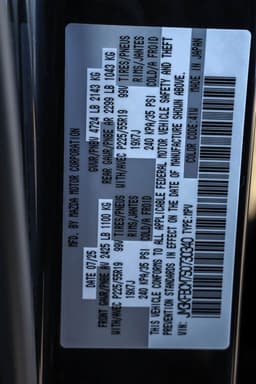 MFD. BY MAZDA MOTOR CORPORATION
07/25 GVWR/PNBV 4724 LB 2143 KG
FRONT GAWR/PNBE AV 2425 LB 1100 KG REAR GAWR/PNBE AR 2299 LB 1043 KG
WITH/AVEC P225/55R19 99V TIRES/PNEUS WITH/AVEC P225/55R19 99V TIRES/PNEUS
19X7J RIMS/JANTES 19X7J RIMS/JANTES
240 KPA/35 PSI COLD/A FROID 240 KPA/35 PSI COLD/A FROID
THIS VEHICLE CONFORMS TO ALL APPLICABLE FEDERAL MOTOR VEHICLE SAFETY AND THEFT
PREVENTION STANDARDS IN EFFECT ON THE DATE OF MANUFACTURE SHOWN ABOVE.
VIN: TYPE:MPV COLOR CODE: 41W MADE IN JAPAN